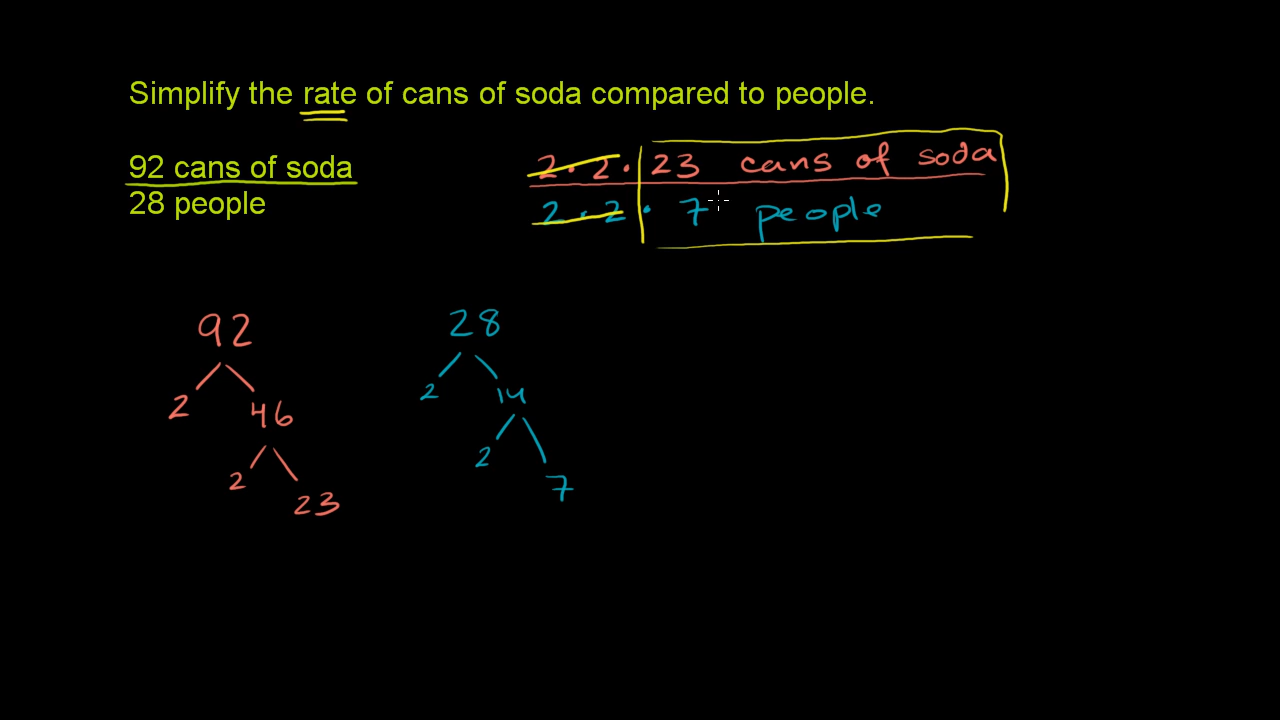 Simplify the rate of cans of soda compared to people.
92 cans of soda
28 people
2 · 2 · 23 cans of soda
2 · 2 · 7 people
92
2 46
2 23
28
2 14
2
7